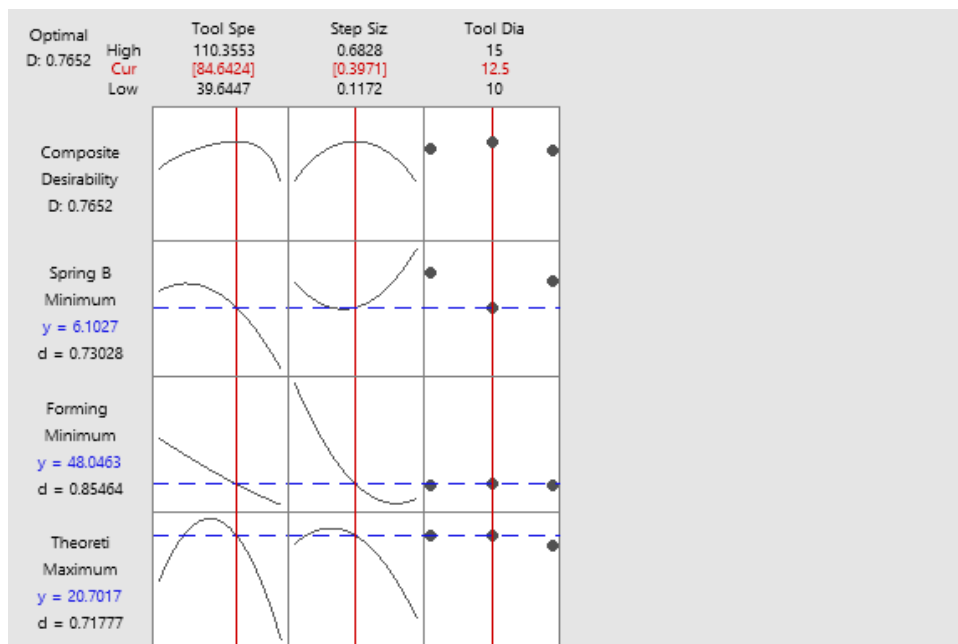 Optimal
D: 0.7652
High
Cur
Low
Tool Spe
110.3553
[84.6424]
39.6447
Step Siz
0.6828
[0.3971]
0.1172
Tool Dia
15
12.5
10
Composite
Desirability
D: 0.7652
Spring B
Minimum
y = 6.1027
d = 0.73028
Forming
Minimum
y = 48.0463
d = 0.85464
Theoreti
Maximum
y = 20.7017
d = 0.71777